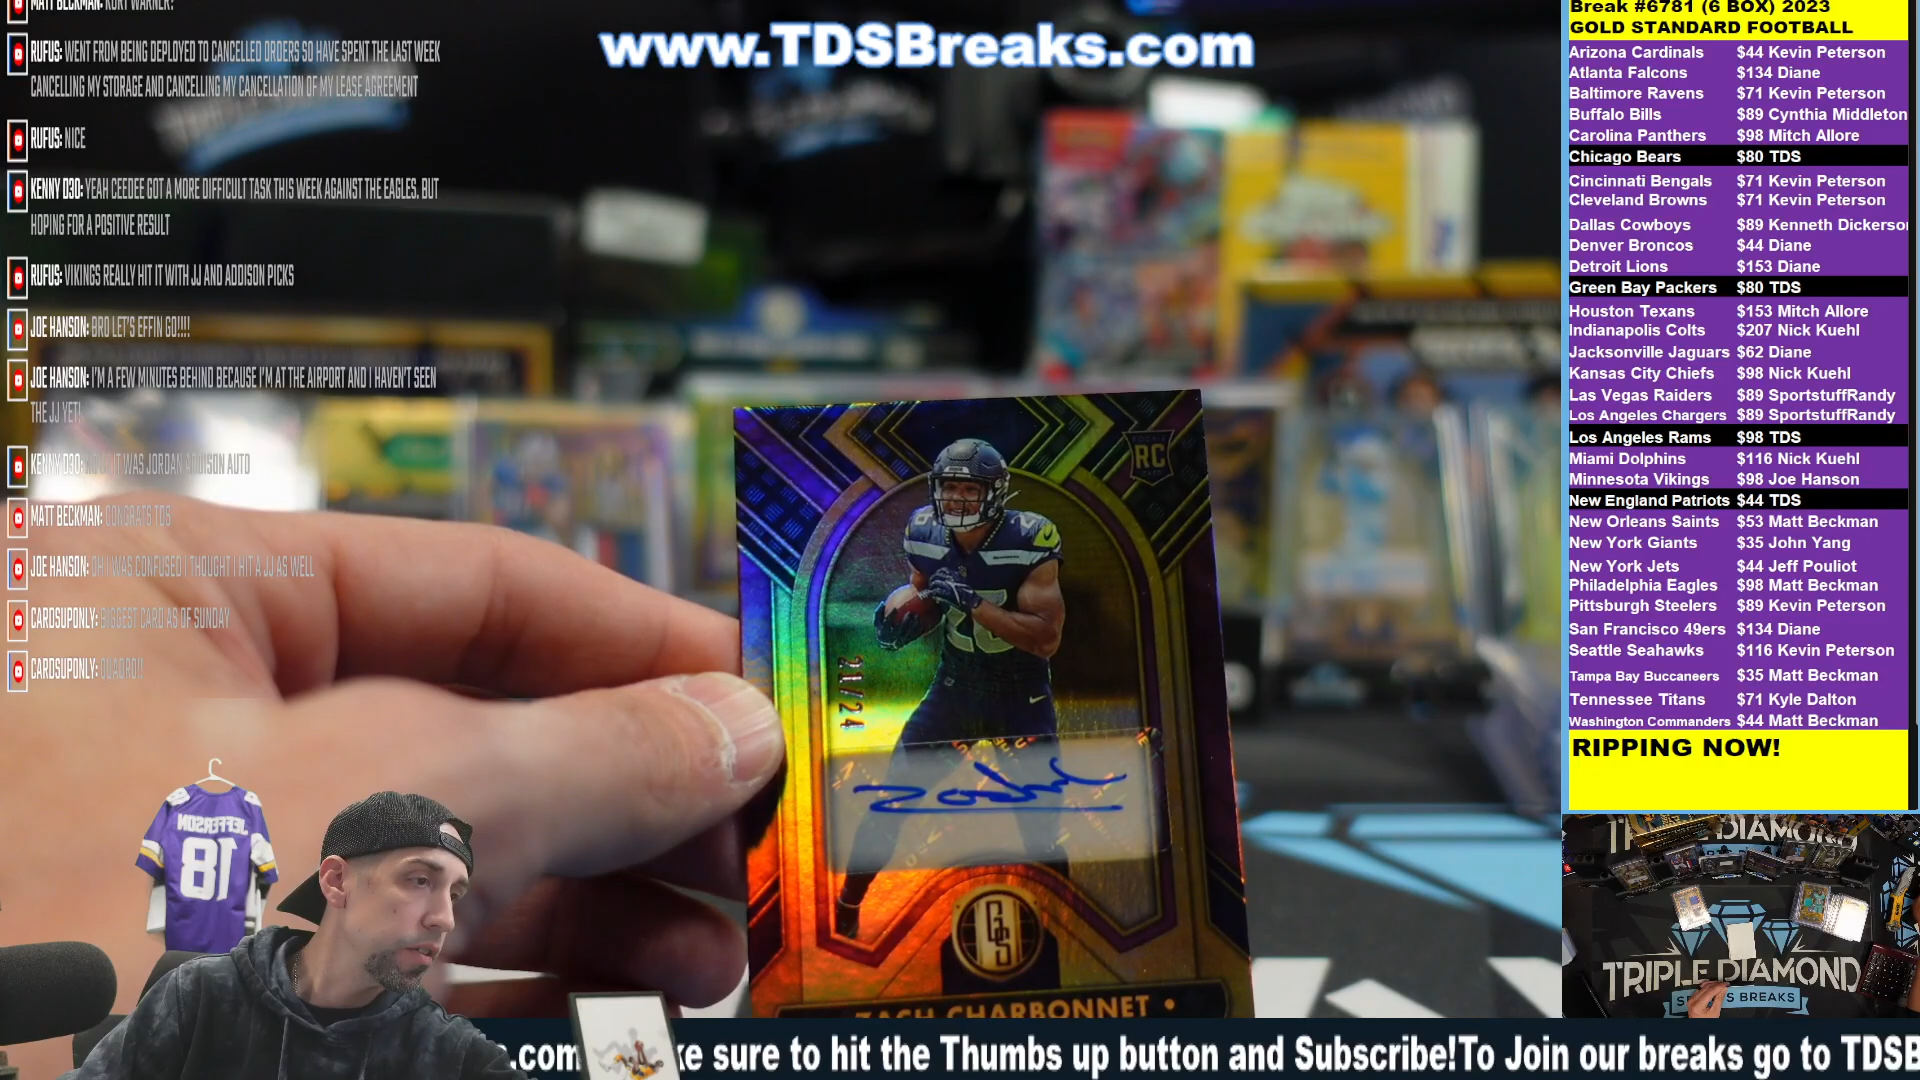 www.TDSBreaks.com
MATT BECKMAN: KURT WARNER?
RUFUS: WENT FROM BEING DEPLOYED TO CANCELLED ORDERS SO HAVE SPENT THE LAST WEEK
CANCELLING MY STORAGE AND CANCELLING MY CANCELLATION OF MY LEASE AGREEMENT
RUFUS: NICE
KENNY D30: YEAH CEEDEE GOT A MORE DIFFICULT TASK THIS WEEK AGAINST THE EAGLES, BUT
HOPING FOR A POSITIVE RESULT
RUFUS: VIKINGS REALLY HIT IT WITH JJ AND ADDISON PICKS
JOE HANSON: BRO LET'S EFFIN GO!!!!
JOE HANSON: I'M A FEW MINUTES BEHIND BECAUSE I'M AT THE AIRPORT AND I HAVEN'T SEEN
THE JJ YET!
KENNY D30: IT WAS JORDAN ADDISON AUTO
MATT BECKMAN: CONGRATS TDS
JOE HANSON: OH I WAS CONFUSED I THOUGHT I HIT A JJ AS WELL
CARDSUPONLY: BIGGEST CARD AS OF SUNDAY
CARDSUPONLY: QUADRO!!
RC
26
21/24
GS
ZACH CHARBONNET
JEFFERSON
18
Break #6781 (6 BOX) 2023
GOLD STANDARD FOOTBALL
Arizona Cardinals $44 Kevin Peterson
Atlanta Falcons $134 Diane
Baltimore Ravens $71 Kevin Peterson
Buffalo Bills $89 Cynthia Middleton
Carolina Panthers $98 Mitch Allore
Chicago Bears $80 TDS
Cincinnati Bengals $71 Kevin Peterson
Cleveland Browns $71 Kevin Peterson
Dallas Cowboys $89 Kenneth Dickerso
Denver Broncos $44 Diane
Detroit Lions $153 Diane
Green Bay Packers $80 TDS
Houston Texans $153 Mitch Allore
Indianapolis Colts $207 Nick Kuehl
Jacksonville Jaguars $62 Diane
Kansas City Chiefs $98 Nick Kuehl
Las Vegas Raiders $89 SportstuffRandy
Los Angeles Chargers $89 SportstuffRandy
Los Angeles Rams $98 TDS
Miami Dolphins $116 Nick Kuehl
Minnesota Vikings $98 Joe Hanson
New England Patriots $44 TDS
New Orleans Saints $53 Matt Beckman
New York Giants $35 John Yang
New York Jets $44 Jeff Pouliot
Philadelphia Eagles $98 Matt Beckman
Pittsburgh Steelers $89 Kevin Peterson
San Francisco 49ers $134 Diane
Seattle Seahawks $116 Kevin Peterson
Tampa Bay Buccaneers $35 Matt Beckman
Tennessee Titans $71 Kyle Dalton
Washington Commanders $44 Matt Beckman
RIPPING NOW!
TRIPLE DIAMOND
TRIPLE DIAMOND
S BREAKS
.com ke sure to hit the Thumbs up button and Subscribe!To Join our breaks go to TDSB